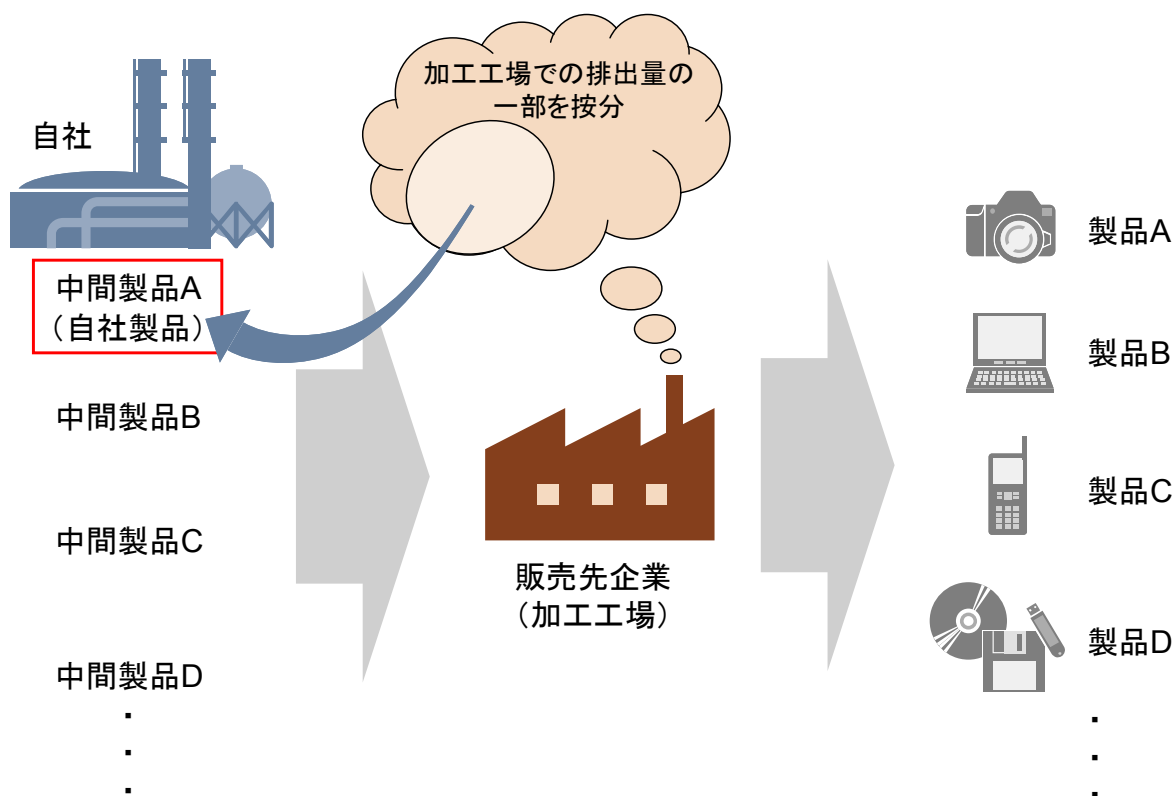 加工工場での排出量の
一部を按分
自社
中間製品A
（自社製品）
中間製品B
中間製品C
中間製品D
・
・
・
販売先企業
（加工工場）
製品A
製品B
製品C
製品D
・
・
・